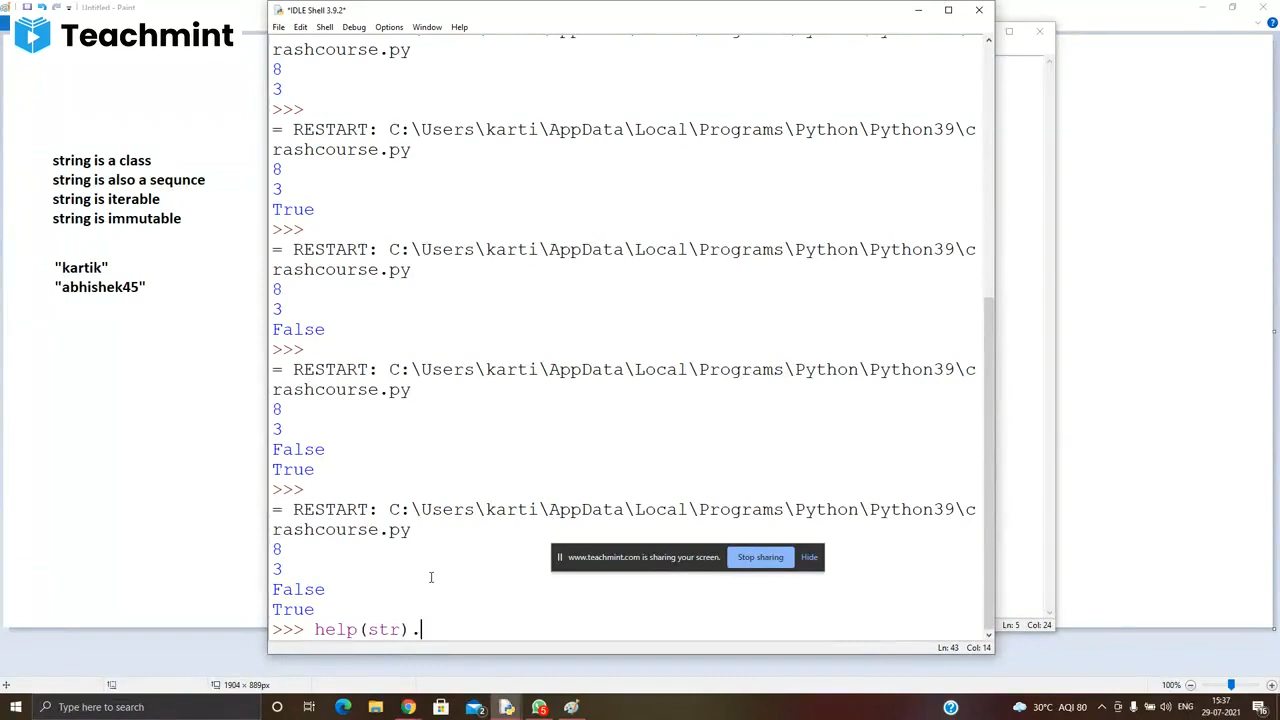 Untitled - Paint
Teachmint
string is a class
string is also a sequnce
string is iterable
string is immutable
"kartik"
"abhishek45"
*IDLE Shell 3.9.2*
File Edit Shell Debug Options Window Help
rashcourse.py
8
3
>>>
= RESTART: C:\Users\karti\AppData\Local\Programs\Python\Python39\c
rashcourse.py
8
3
True
>>>
= RESTART: C:\Users\karti\AppData\Local\Programs\Python\Python39\c
rashcourse.py
8
3
False
>>>
= RESTART: C:\Users\karti\AppData\Local\Programs\Python\Python39\c
rashcourse.py
8
3
False
True
>>>
= RESTART: C:\Users\karti\AppData\Local\Programs\Python\Python39\c
rashcourse.py
8
3
False
True
>>> help(str).
www.teachmint.com is sharing your screen. Stop sharing Hide
Ln: 43 Col: 14
Ln: 5 Col: 24
1904 × 889px
100%
Type here to search
2
5
30°C AQI 80
ENG
15:37
29-07-2021
16